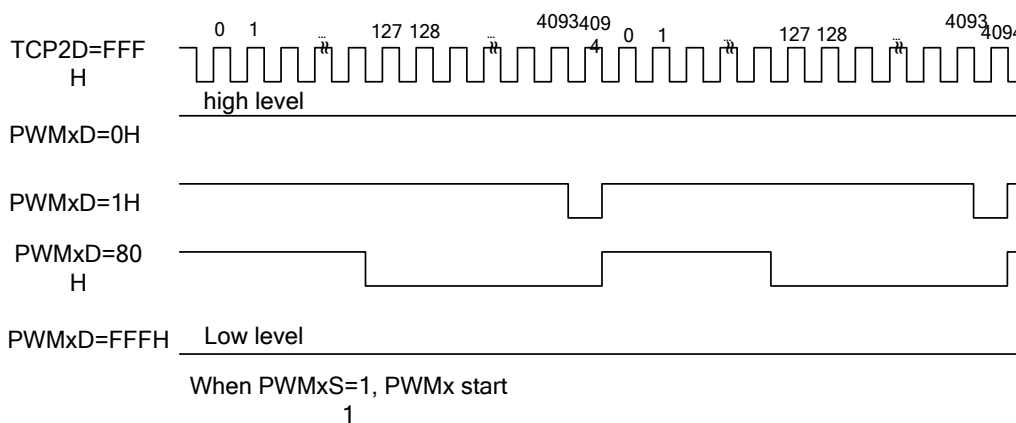 0 1 ... 127 128 ... 4093 409 0 1 ... 127 128 ... 4093
TCP2D=FFF 4 4094
H
high level
PWMxD=0H
PWMxD=1H
PWMxD=80
H
PWMxD=FFFH Low level
When PWMxS=1, PWMx start
1